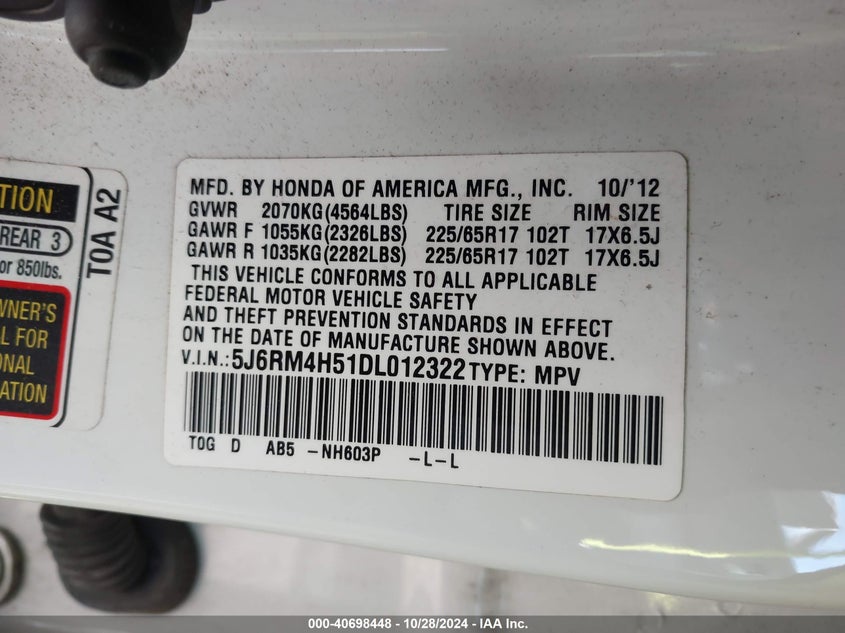 TION
REAR 3
or 850lbs.
WNER'S
L FOR
ONAL
ATION
T0A A2
MFD. BY HONDA OF AMERICA MFG., INC. 10/'12
GVWR 2070KG(4564LBS) TIRE SIZE RIM SIZE
GAWR F 1055KG(2326LBS) 225/65R17 102T 17X6.5J
GAWR R 1035KG(2282LBS) 225/65R17 102T 17X6.5J
THIS VEHICLE CONFORMS TO ALL APPLICABLE
FEDERAL MOTOR VEHICLE SAFETY
AND THEFT PREVENTION STANDARDS IN EFFECT
ON THE DATE OF MANUFACTURE SHOWN ABOVE.
V.I.N.: 5J6RM4H51DL012322 TYPE: MPV
T0G D AB5 -NH603P -L-L
000-40698448 | 10/28/2024 | IAA Inc.